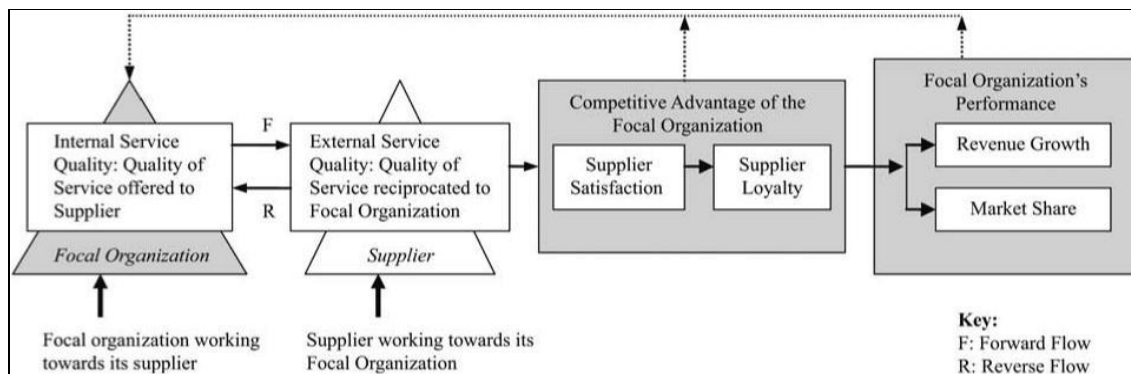 Internal Service
Quality: Quality of
Service offered to
Supplier
Focal Organization
Focal organization working
towards its supplier
F
R
External Service
Quality: Quality of
Service reciprocated to
Focal Organization
Supplier
Supplier working towards its
Focal Organization
Competitive Advantage of the
Focal Organization
Supplier
Satisfaction
Supplier
Loyalty
Focal Organization's
Performance
Revenue Growth
Market Share
Key:
F: Forward Flow
R: Reverse Flow